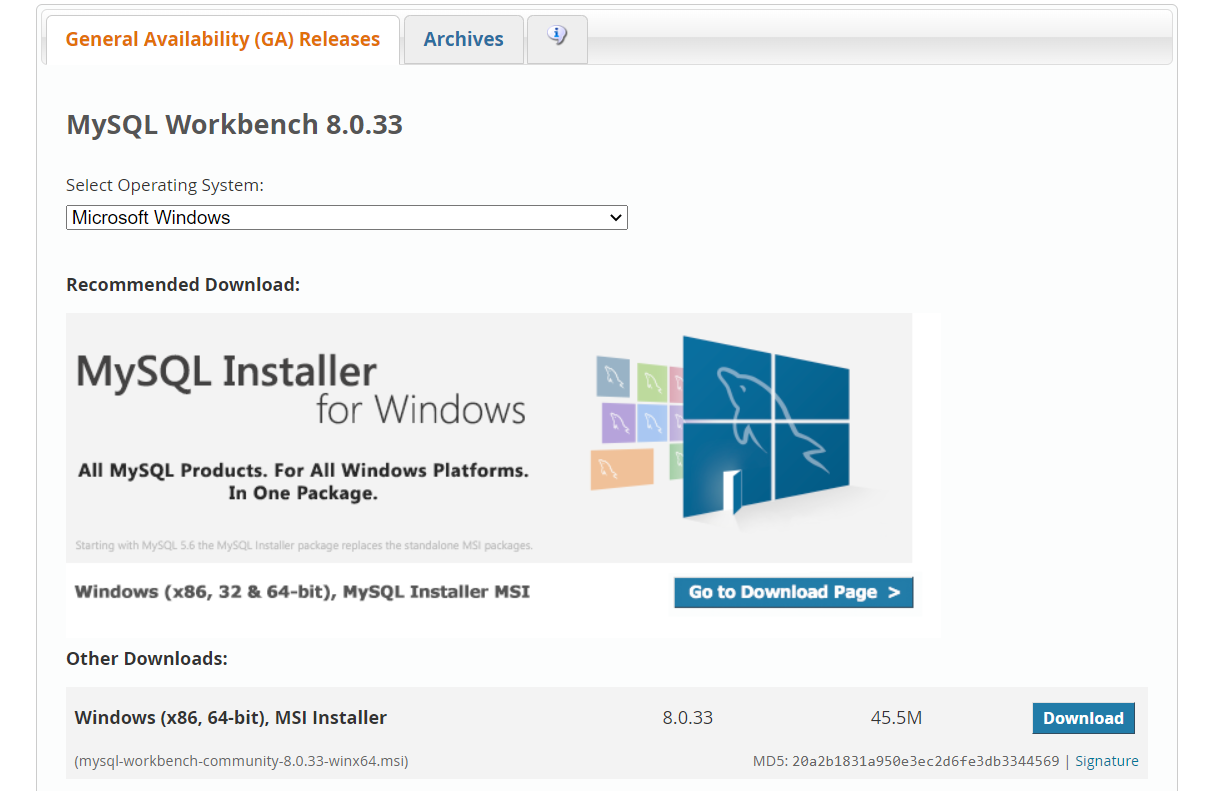 General Availability (GA) Releases
Archives
MySQL Workbench 8.0.33
Select Operating System:
Microsoft Windows
Recommended Download:
MySQL Installer
for Windows
All MySQL Products. For All Windows Platforms.
In One Package.
Starting with MySQL 5.6 the MySQL Installer package replaces the standalone MSI packages.
Windows (x86, 32 & 64-bit), MySQL Installer MSI
Go to Download Page >
Other Downloads:
Windows (x86, 64-bit), MSI Installer 8.0.33 45.5M Download
(mysql-workbench-community-8.0.33-winx64.msi) MD5: 20a2b1831a950e3ec2d6fe3db3344569 | Signature